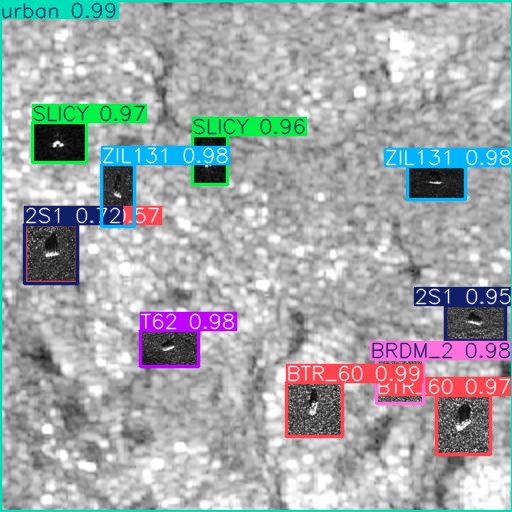 urban 0.99
SLICY 0.97
SLICY 0.96
ZIL131 0.98
ZIL131 0.98
2S1 0.72
.57
2S1 0.95
T62 0.98
BRDM_2 0.98
BTR_60 0.99
BTR_60 0.97